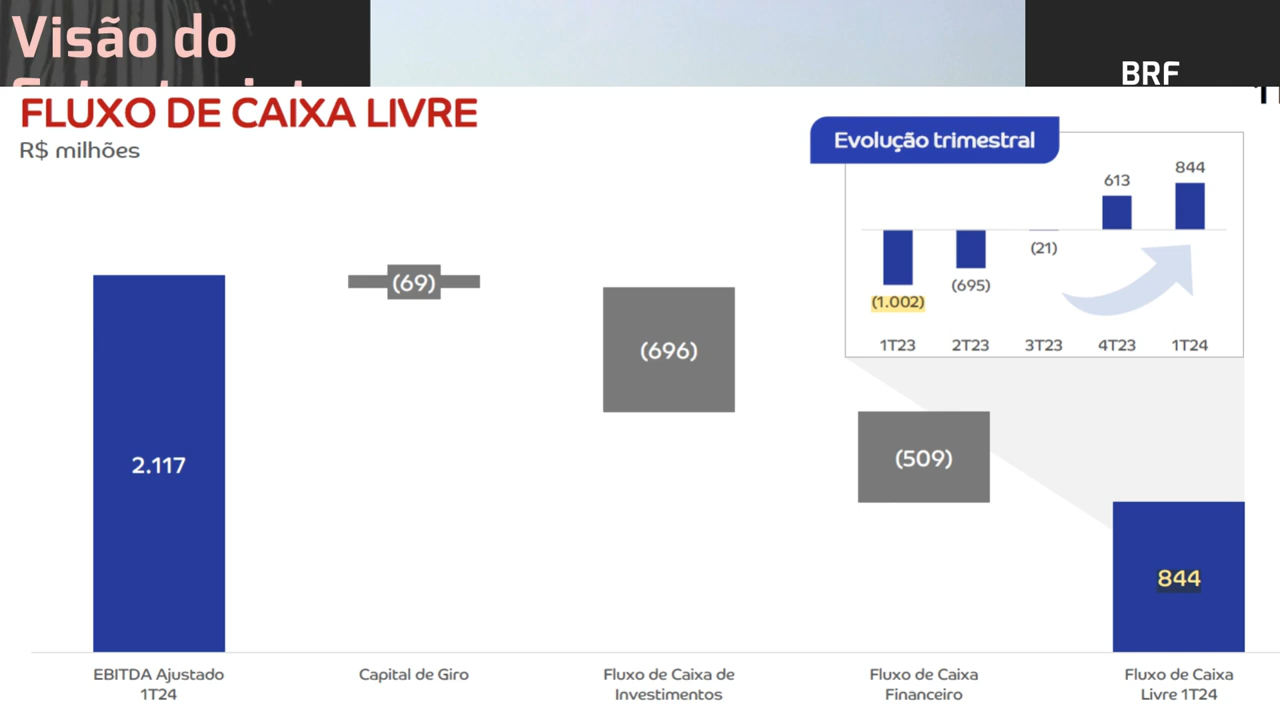 Visão do
BRF
FLUXO DE CAIXA LIVRE
R$ milhões
Evolução trimestral
844
613
(21)
(695)
(1.002)
1T23 2T23 3T23 4T23 1T24
(69)
(696)
(509)
2.117
844
EBITDA Ajustado
1T24
Capital de Giro
Fluxo de Caixa de
Investimentos
Fluxo de Caixa
Financeiro
Fluxo de Caixa
Livre 1T24